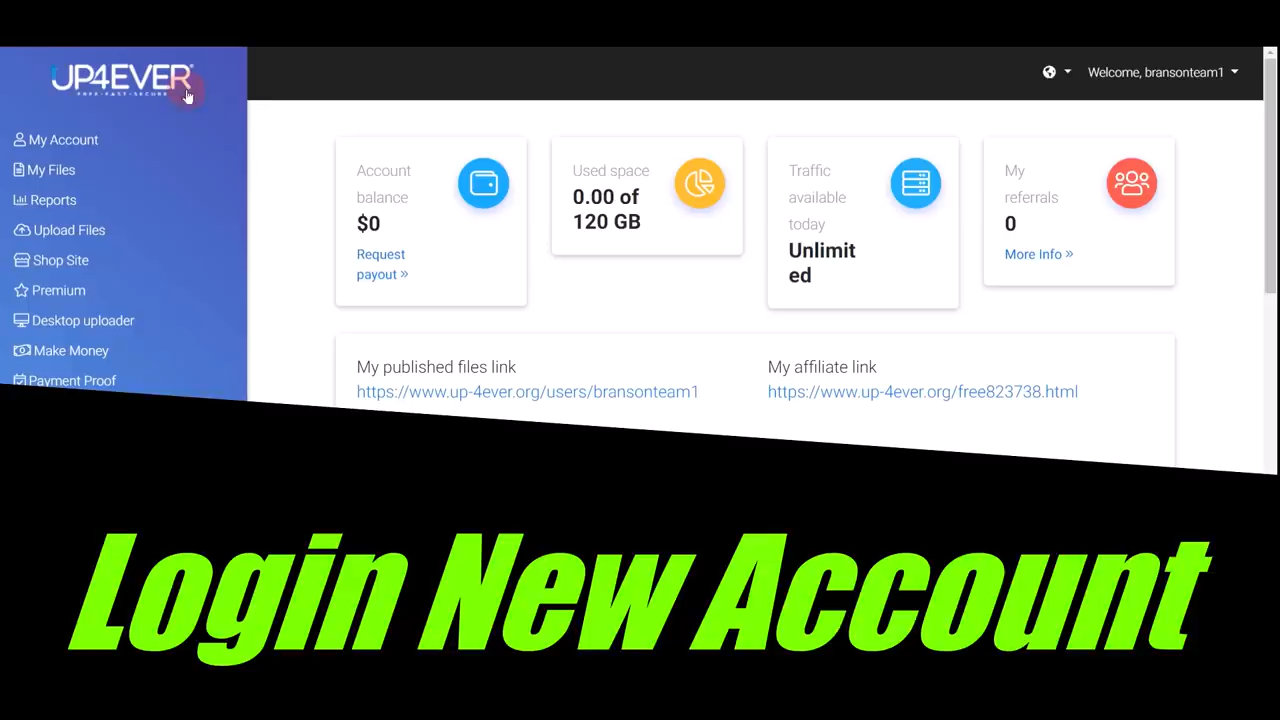 UP4EVER
FREE·FAST·SECURE
Welcome, bransonteam1
My Account
My Files
Reports
Upload Files
Shop Site
Premium
Desktop uploader
Make Money
Payment Proof
Account
balance
$0
Request
payout »
Used space
0.00 of
120 GB
Traffic
available
today
Unlimit
ed
My
referrals
0
More Info »
My published files link
https://www.up-4ever.org/users/bransonteam1
My affiliate link
https://www.up-4ever.org/free823738.html
Login New Account